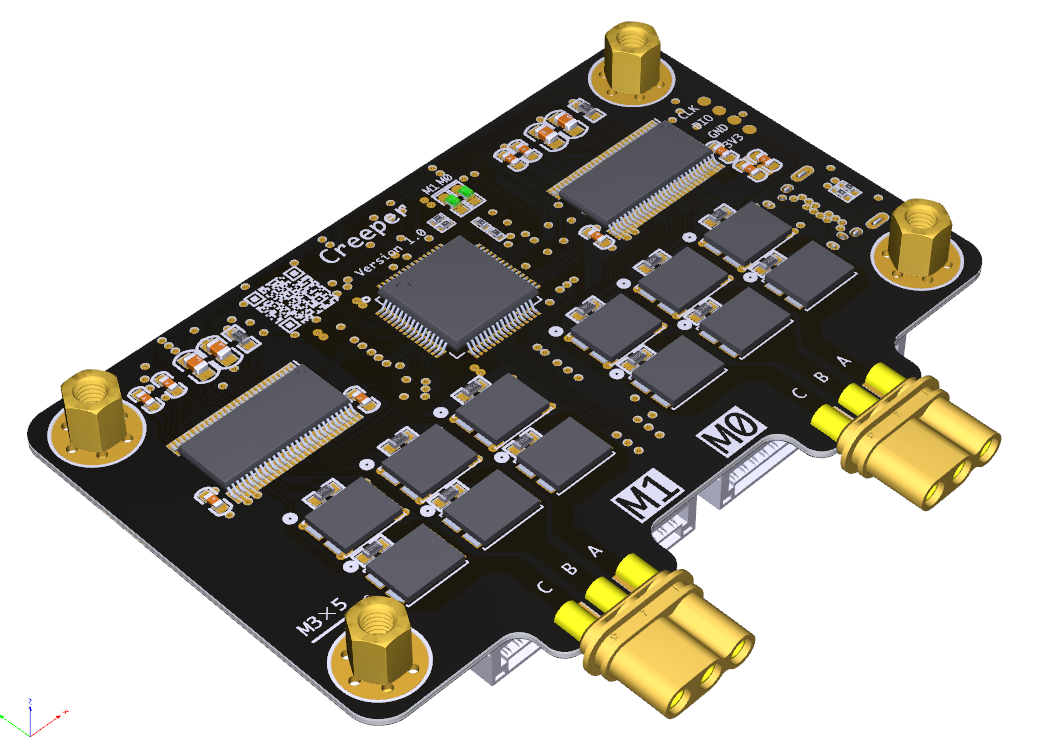 CLK
DIO
GND
3V3
M1 M0
Creeper
Version 1.0
A
B
C
M0
M1
A
B
C
M3×5